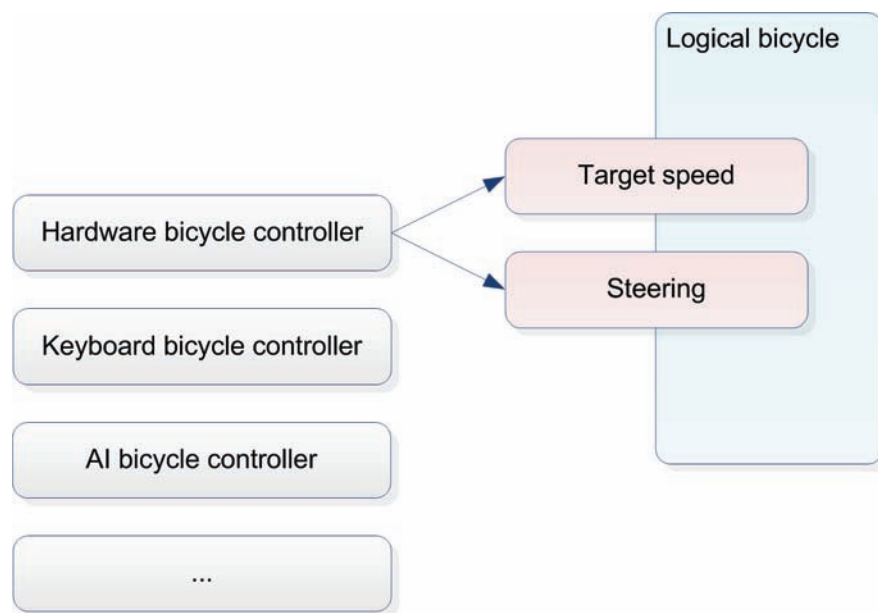 Logical bicycle
Target speed
Hardware bicycle controller
Steering
Keyboard bicycle controller
AI bicycle controller
...